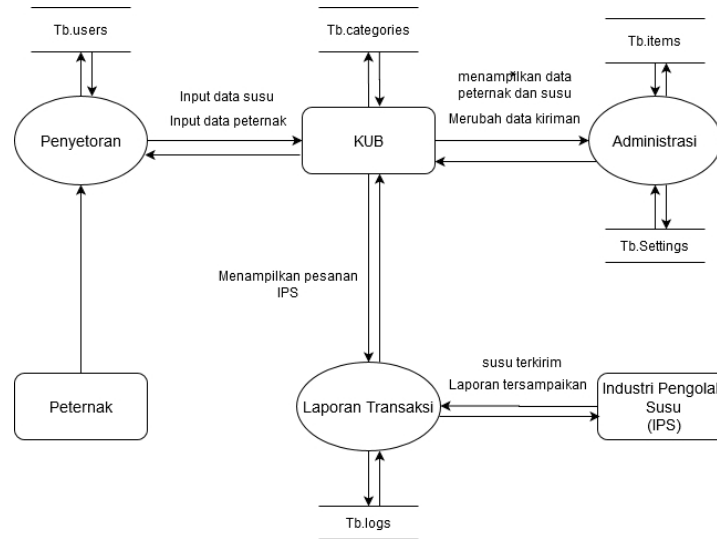 Tb.users
Tb.categories
Tb.items
Input data susu
Input data peternak
menampilkan data
peternak dan susu
Merubah data kiriman
Penyetoran
KUB
Administrasi
Tb.Settings
Menampilkan pesanan
IPS
susu terkirim
Laporan tersampaikan
Peternak
Laporan Transaksi
Industri Pengolah
Susu
(IPS)
Tb.logs